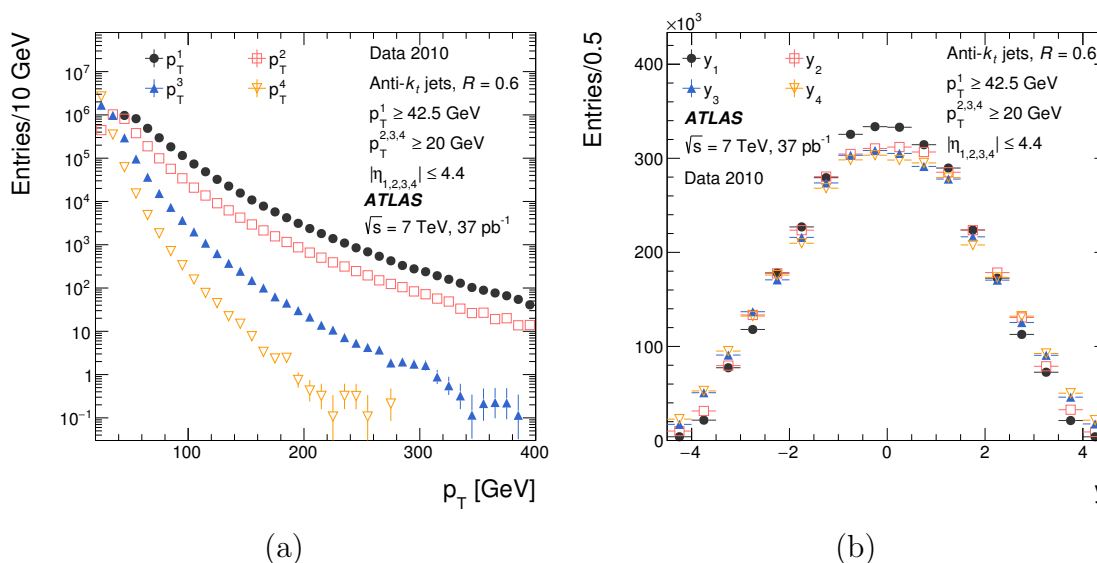 Entries/10 GeV
10^7
10^6
10^5
10^4
10^3
10^2
10
1
10^{-1}
p_T^1
p_T^2
p_T^3
p_T^4
Data 2010
Anti-k_t jets, R = 0.6
p_T^1 ≥ 42.5 GeV
p_T^{2,3,4} ≥ 20 GeV
|η_{1,2,3,4}| ≤ 4.4
ATLAS
√s = 7 TeV, 37 pb^{-1}
100
200
300
400
p_T [GeV]
(a)
×10^3
Entries/0.5
400
300
200
100
0
y_1
y_2
y_3
y_4
ATLAS
√s = 7 TeV, 37 pb^{-1}
Data 2010
Anti-k_t jets, R = 0.6
p_T^1 ≥ 42.5 GeV
p_T^{2,3,4} ≥ 20 GeV
|η_{1,2,3,4}| ≤ 4.4
−4
−2
0
2
4
(b)